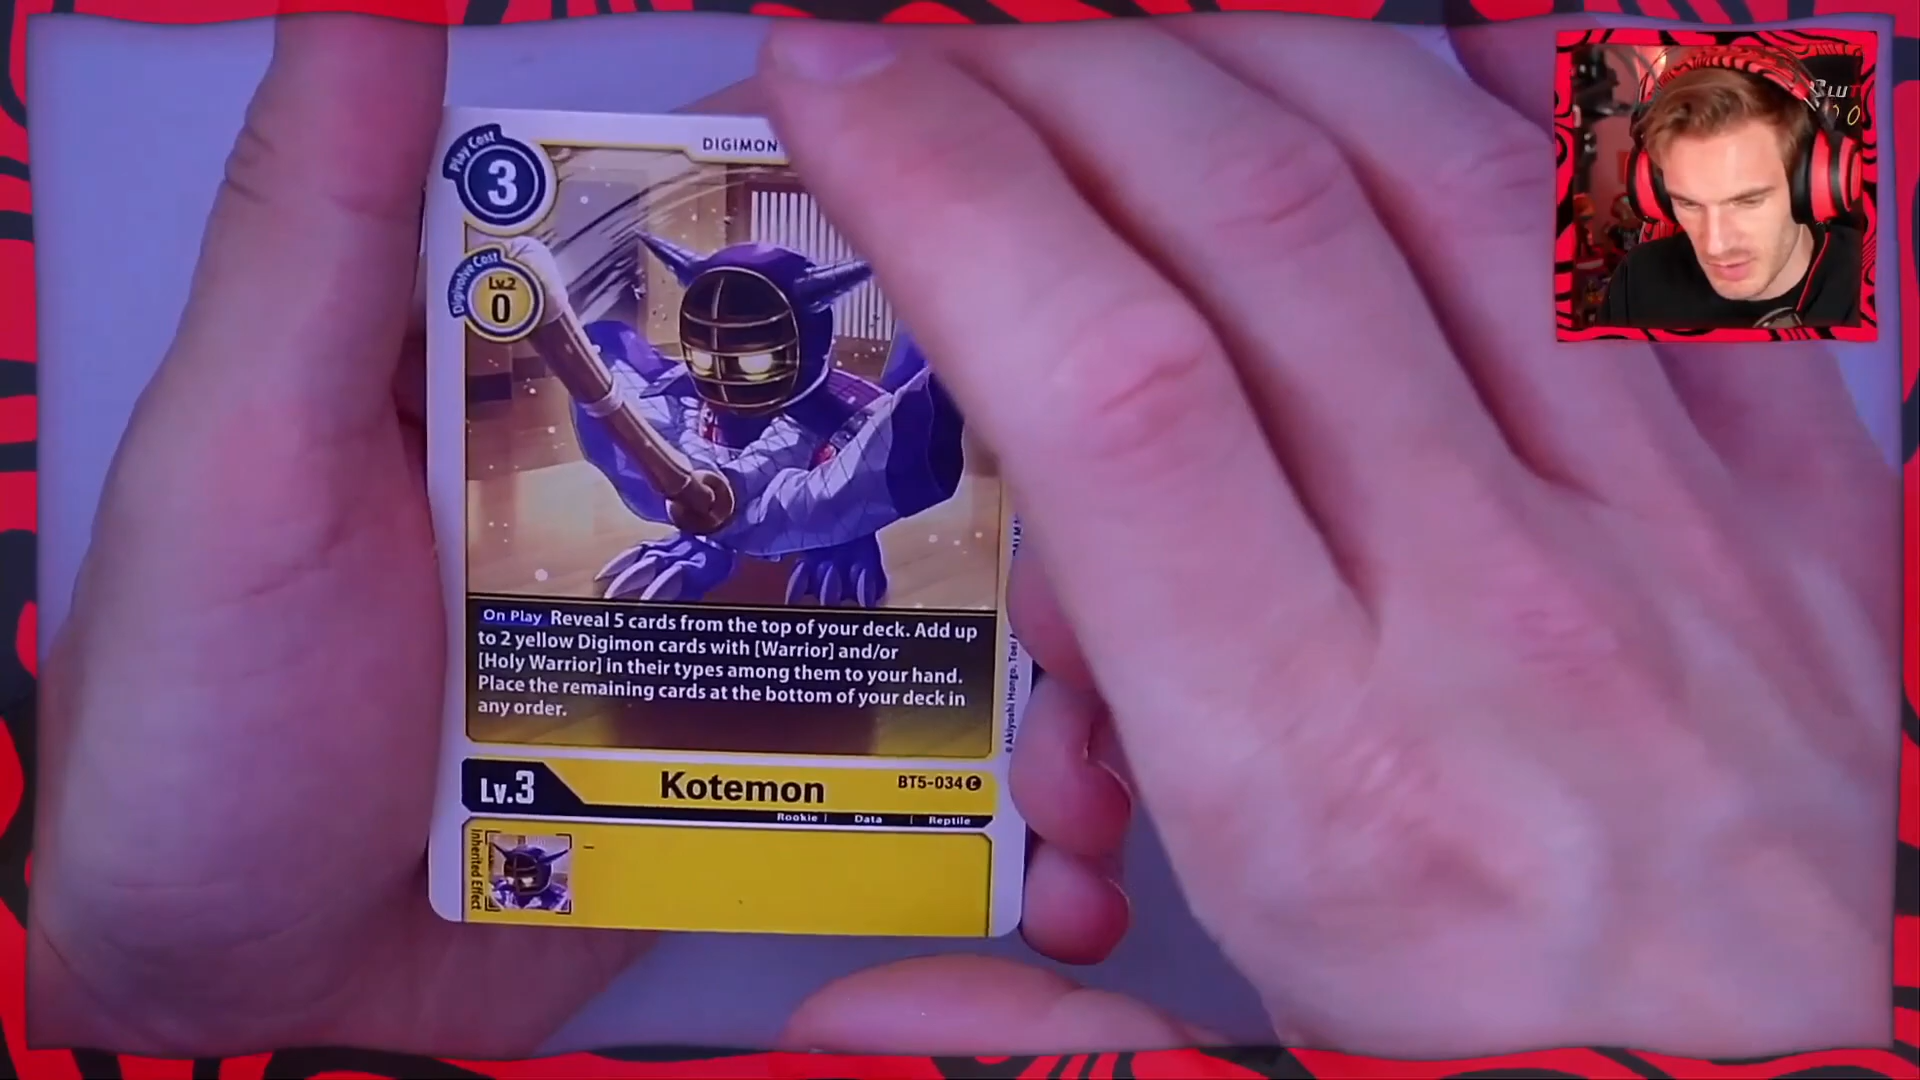 Play Cost
3
DIGIMON
Digivolve Cost
Lv.2
0
On Play Reveal 5 cards from the top of your deck. Add up
to 2 yellow Digimon cards with [Warrior] and/or
[Holy Warrior] in their types among them to your hand.
Place the remaining cards at the bottom of your deck in
any order.
Lv.3
Kotemon
BT5-034 C
Rookie | Data | Reptile
Inherited Effect
-